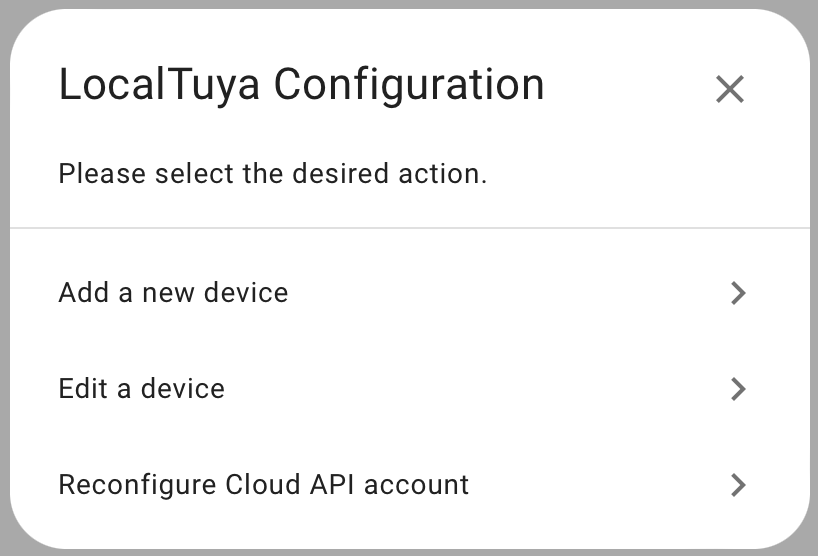 LocalTuya Configuration
Please select the desired action.
Add a new device
Edit a device
Reconfigure Cloud API account